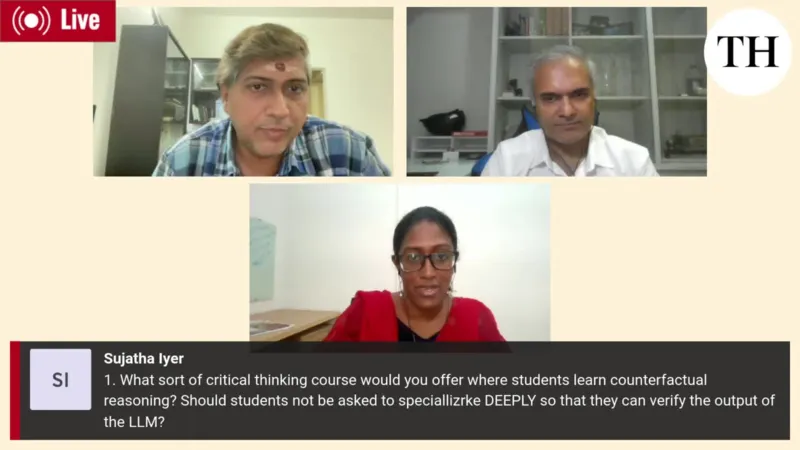 Live
TH
SI
Sujatha Iyer
1. What sort of critical thinking course would you offer where students learn counterfactual
reasoning? Should students not be asked to speciallizrke DEEPLY so that they can verify the output of
the LLM?